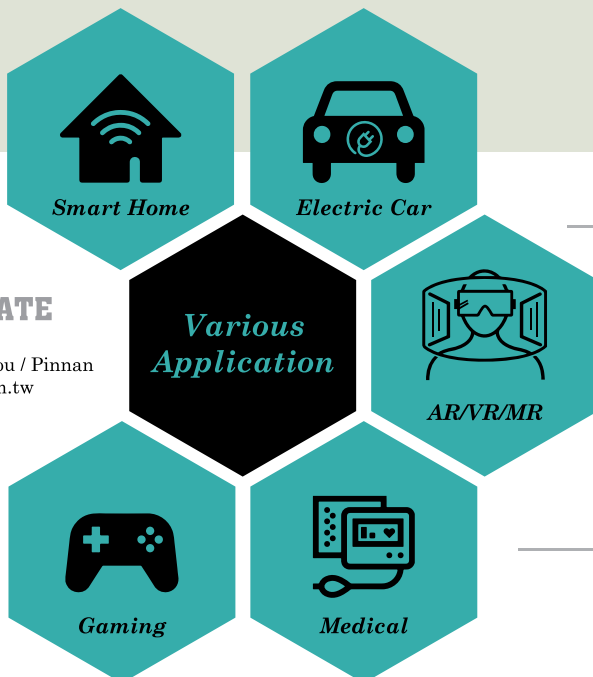 Smart Home
Electric Car
ATE
Various
Application
ou / Pinnan
n.tw
AR/VR/MR
Gaming
Medical